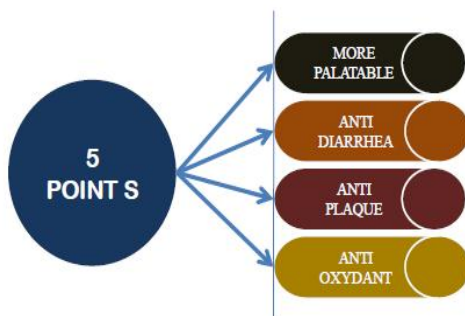 5
POINT S
MORE
PALATABLE
ANTI
DIARRHEA
ANTI
PLAQUE
ANTI
OXYDANT